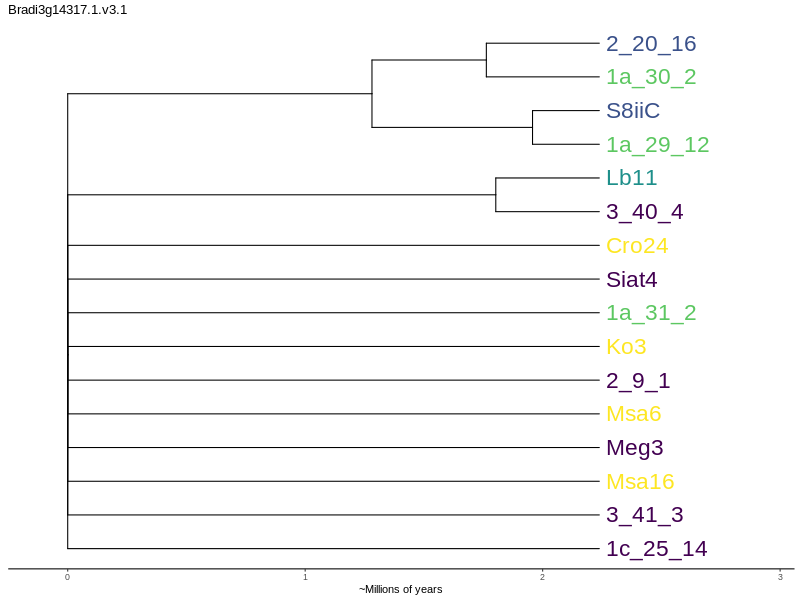 Bradi3g14317.1.v3.1
2_20_16
1a_30_2
S8iiC
1a_29_12
Lb11
3_40_4
Cro24
Siat4
1a_31_2
Ko3
2_9_1
Msa6
Meg3
Msa16
3_41_3
1c_25_14
0 1 2 3
~Millions of years